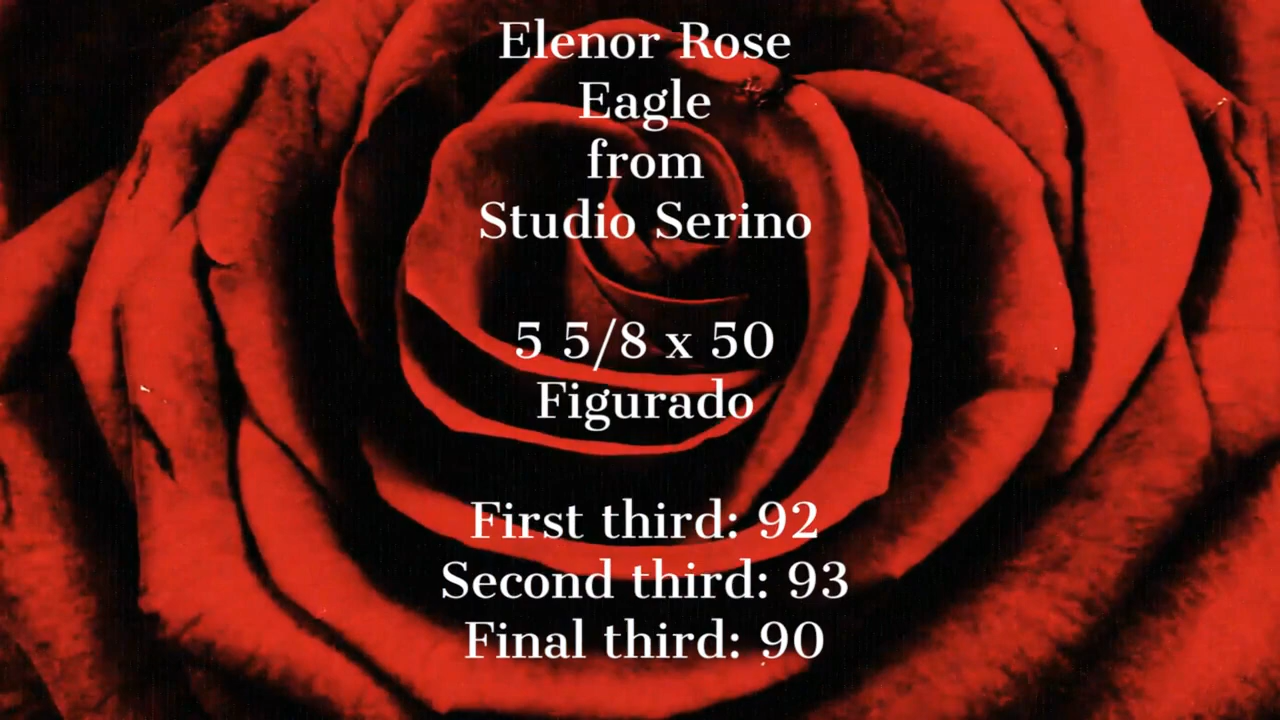 Elenor Rose
Eagle
from
Studio Serino
5 5/8 x 50
Figurado
First third: 92
Second third: 93
Final third: 90